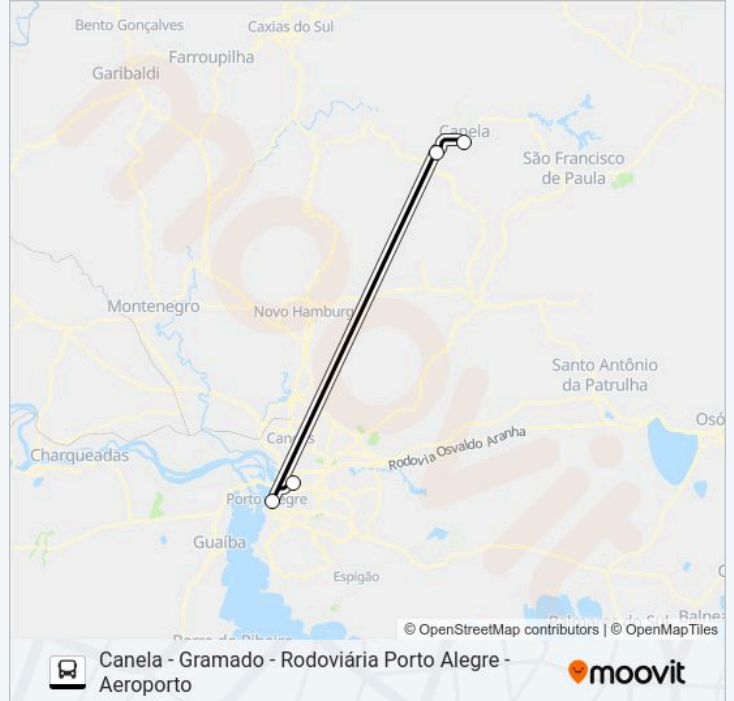 Bento Gonçalves
Caxias do Sul
Farroupilha
Garibaldi
Canela
São Francisco
de Paula
Montenegro
Novo Hamburgo
Santo Antônio
da Patrulha
Osó
Canoas
Rodovia Osvaldo Aranha
Charqueadas
Porto Alegre
Guaíba
Espigão
moovit
© OpenStreetMap contributors | © OpenMapTiles
Canela - Gramado - Rodoviária Porto Alegre -
Aeroporto
moovit